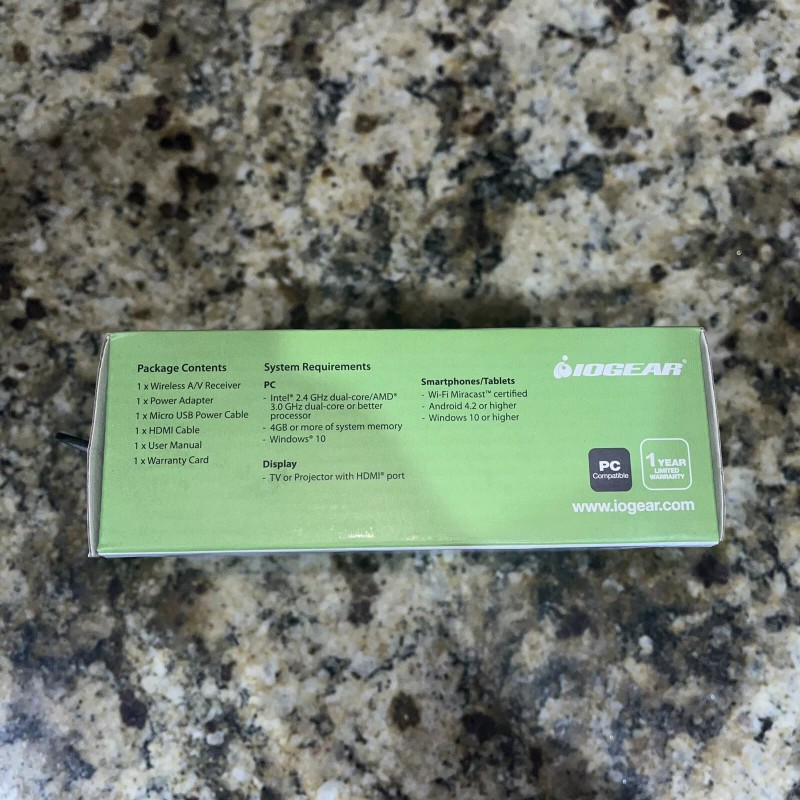 Package Contents
1 x Wireless A/V Receiver
1 x Power Adapter
1 x Micro USB Power Cable
1 x HDMI Cable
1 x User Manual
1 x Warranty Card
System Requirements
PC
- Intel® 2.4 GHz dual-core/AMD®
3.0 GHz dual-core or better
processor
- 4GB or more of system memory
- Windows® 10
Display
- TV or Projector with HDMI® port
Smartphones/Tablets
- Wi-Fi Miracast™ certified
- Android 4.2 or higher
- Windows 10 or higher
IOGEAR®
PC
Compatible
1 YEAR
LIMITED
WARRANTY
www.iogear.com